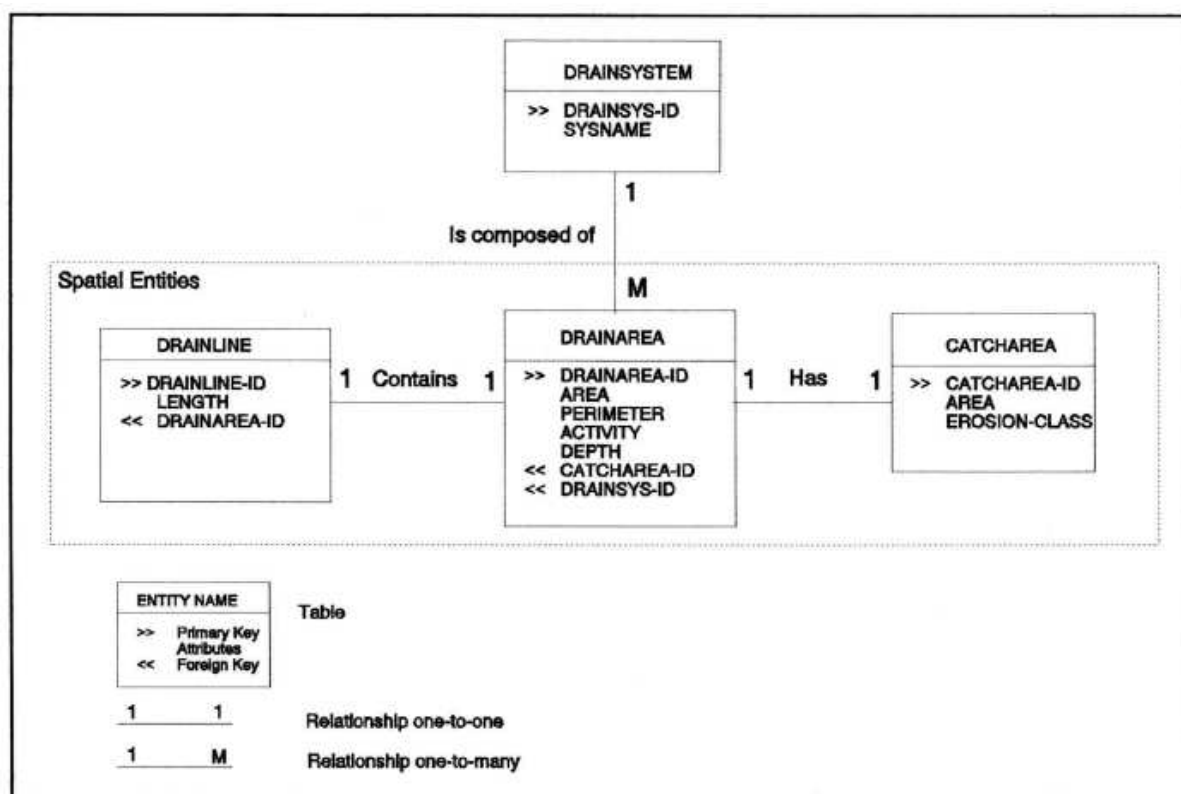 DRAINSYSTEM
>> DRAINSYS-ID
SYSNAME
1
Is composed of
Spatial Entities
M
DRAINLINE
>> DRAINLINE-ID
LENGTH
<< DRAINAREA-ID
1 Contains 1
DRAINAREA
>> DRAINAREA-ID
AREA
PERIMETER
ACTIVITY
DEPTH
<< CATCHAREA-ID
<< DRAINSYS-ID
1 Has 1
CATCHAREA
>> CATCHAREA-ID
AREA
EROSION-CLASS
ENTITY NAME
>> Primary Key
Attributes
<< Foreign Key
Table
1 1 Relationship one-to-one
1 M Relationship one-to-many